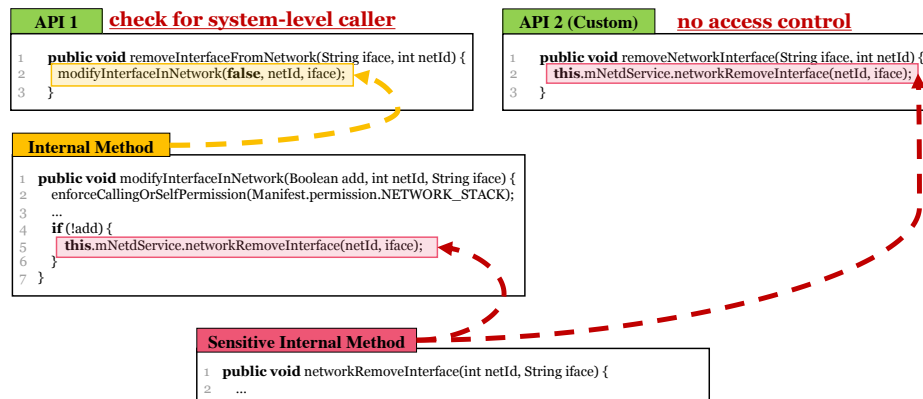 API 1
check for system-level caller
1 public void removeInterfaceFromNetwork(String iface, int netId) {
2 modifyInterfaceInNetwork(false, netId, iface);
3 }
API 2 (Custom)
no access control
1 public void removeNetworkInterface(String iface, int netId) {
2 this.mNetdService.networkRemoveInterface(netId, iface);
3 }
Internal Method
1 public void modifyInterfaceInNetwork(Boolean add, int netId, String iface) {
2 enforceCallingOrSelfPermission(Manifest.permission.NETWORK_STACK);
3 ...
4 if (!add) {
5 this.mNetdService.networkRemoveInterface(netId, iface);
6 }
7 }
Sensitive Internal Method
1 public void networkRemoveInterface(int netId, String iface) {
2 ...